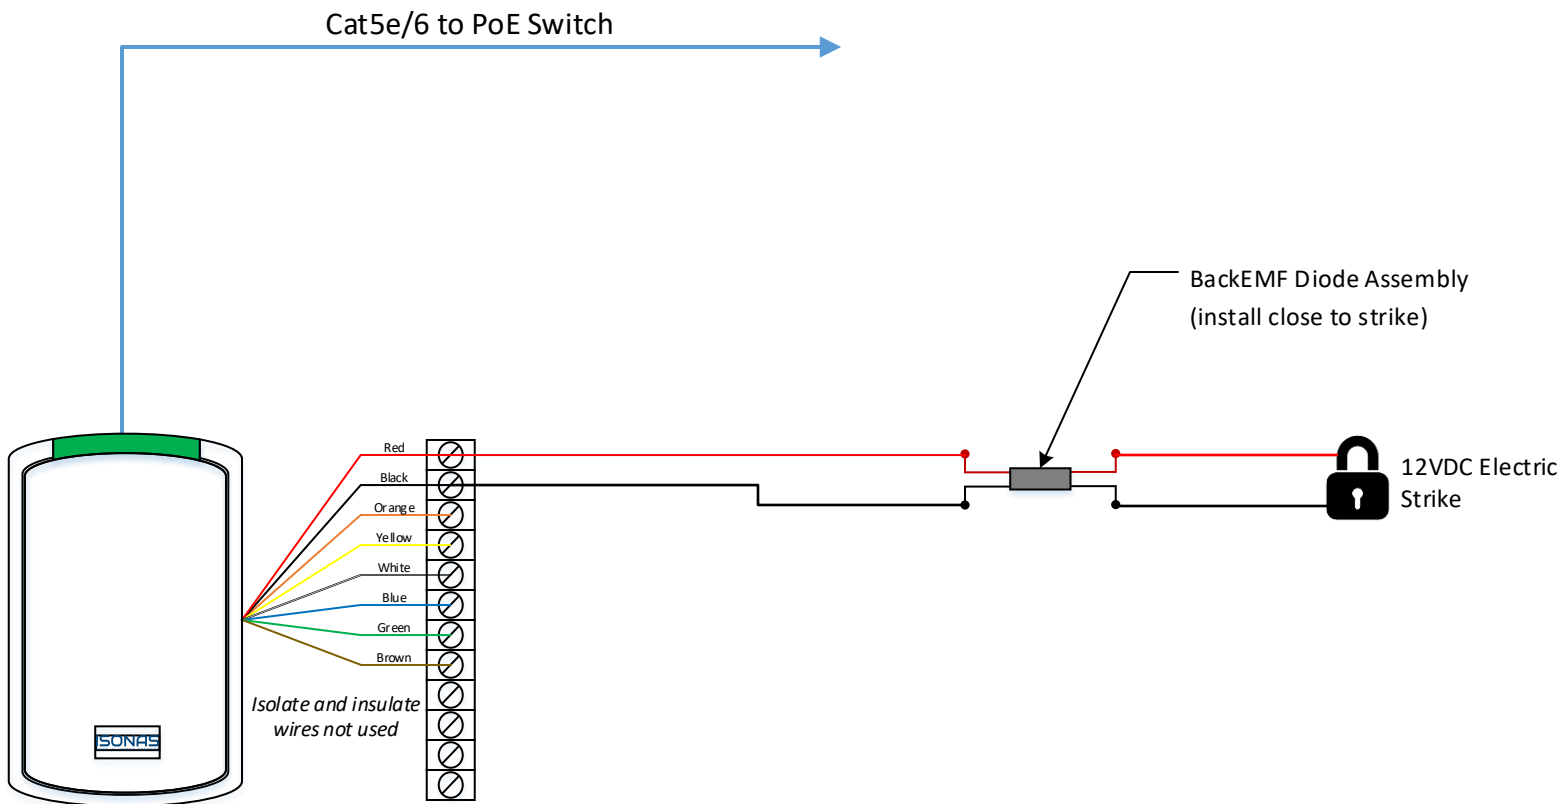 Cat5e/6 to PoE Switch
BackEMF Diode Assembly
(install close to strike)
Red
Black
Orange
Yellow
White
Blue
Green
Brown
12VDC Electric
Strike
Isolate and insulate
wires not used
ISONAS